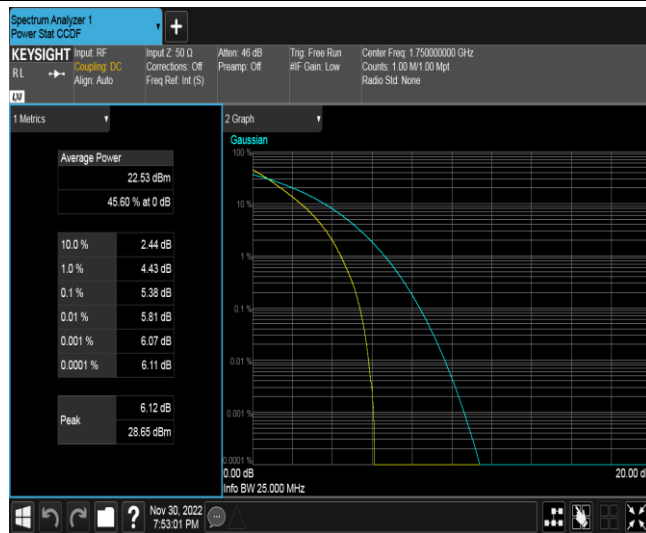 Spectrum Analyzer 1
Power Stat CCDF
KEYSIGHT
RL
LXI
Input: RF
Coupling: DC
Align: Auto
Input Z: 50 Ω
Corrections: Off
Freq Ref: Int (S)
Atten: 46 dB
Preamp: Off
Trig: Free Run
#IF Gain: Low
Center Freq: 1.750000000 GHz
Counts: 1.00 M/1.00 Mpt
Radio Std: None
1 Metrics
Average Power
22.53 dBm
45.60 % at 0 dB
10.0 % 2.44 dB
1.0 % 4.43 dB
0.1 % 5.38 dB
0.01 % 5.81 dB
0.001 % 6.07 dB
0.0001 % 6.11 dB
Peak
6.12 dB
28.65 dBm
2 Graph
Gaussian
100 %
10 %
1 %
0.1 %
0.01 %
0.001 %
0.0001 %
0.00 dB
20.00 d
Info BW 25.000 MHz
?
Nov 30, 2022
7:53:01 PM